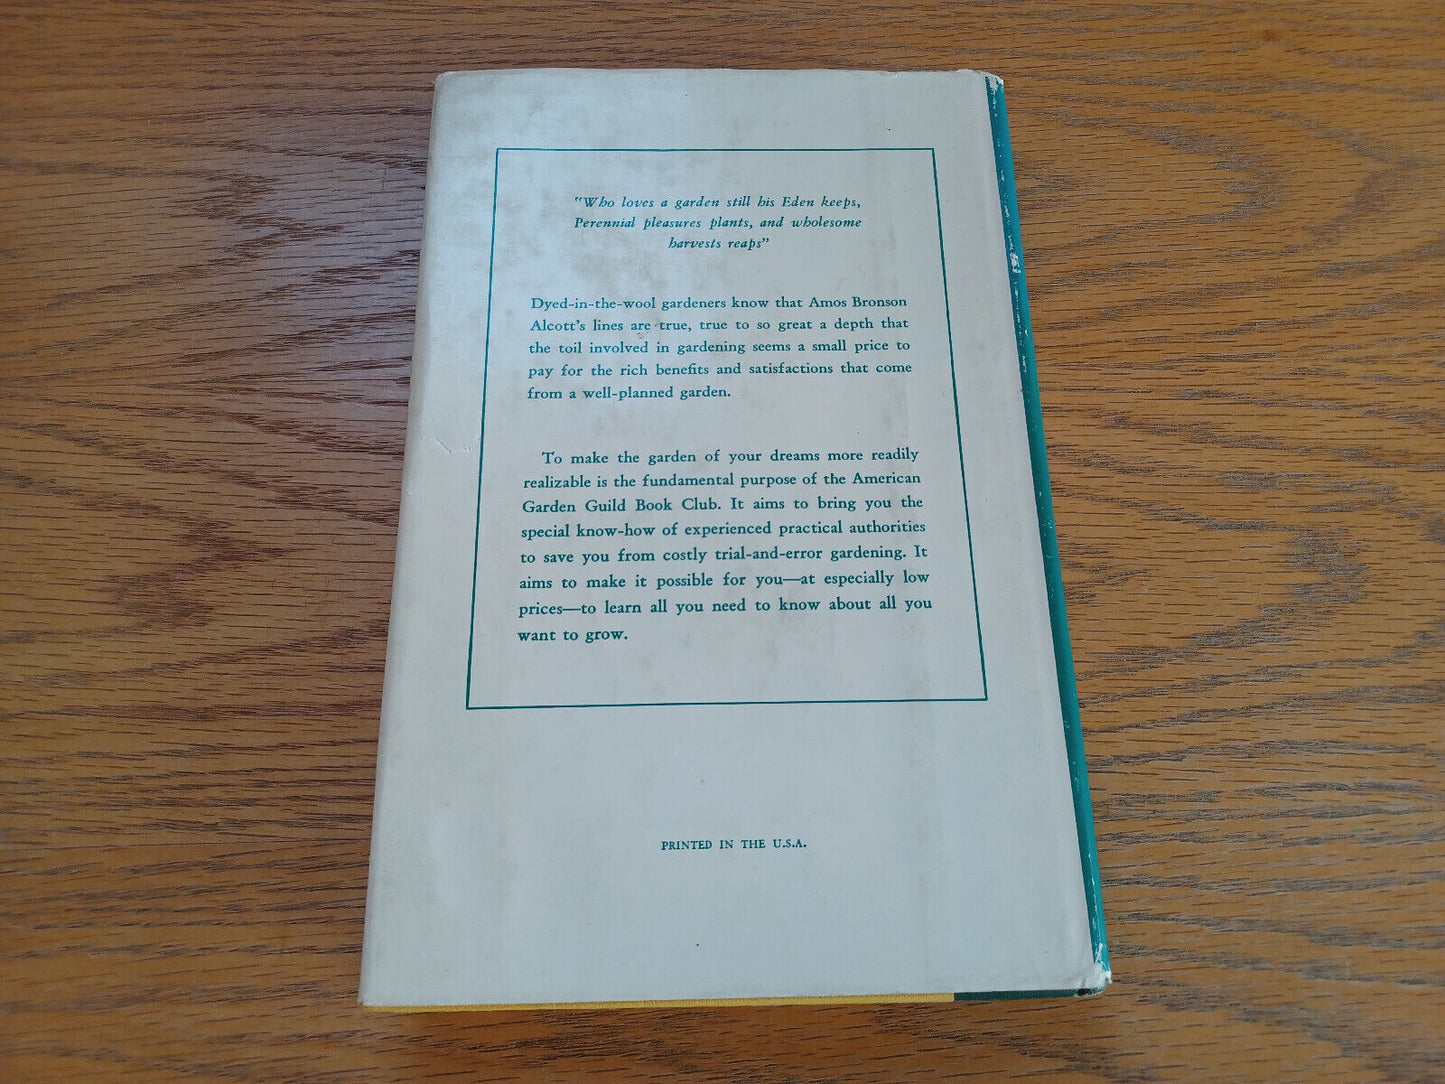 "Who loves a garden still his Eden keeps,
Perennial pleasures plants, and wholesome
harvests reaps"
Dyed-in-the-wool gardeners know that Amos Bronson
Alcott's lines are true, true to so great a depth that
the toil involved in gardening seems a small price to
pay for the rich benefits and satisfactions that come
from a well-planned garden.
To make the garden of your dreams more readily
realizable is the fundamental purpose of the American
Garden Guild Book Club. It aims to bring you the
special know-how of experienced practical authorities
to save you from costly trial-and-error gardening. It
aims to make it possible for you—at especially low
prices—to learn all you need to know about all you
want to grow.
PRINTED IN THE U.S.A.